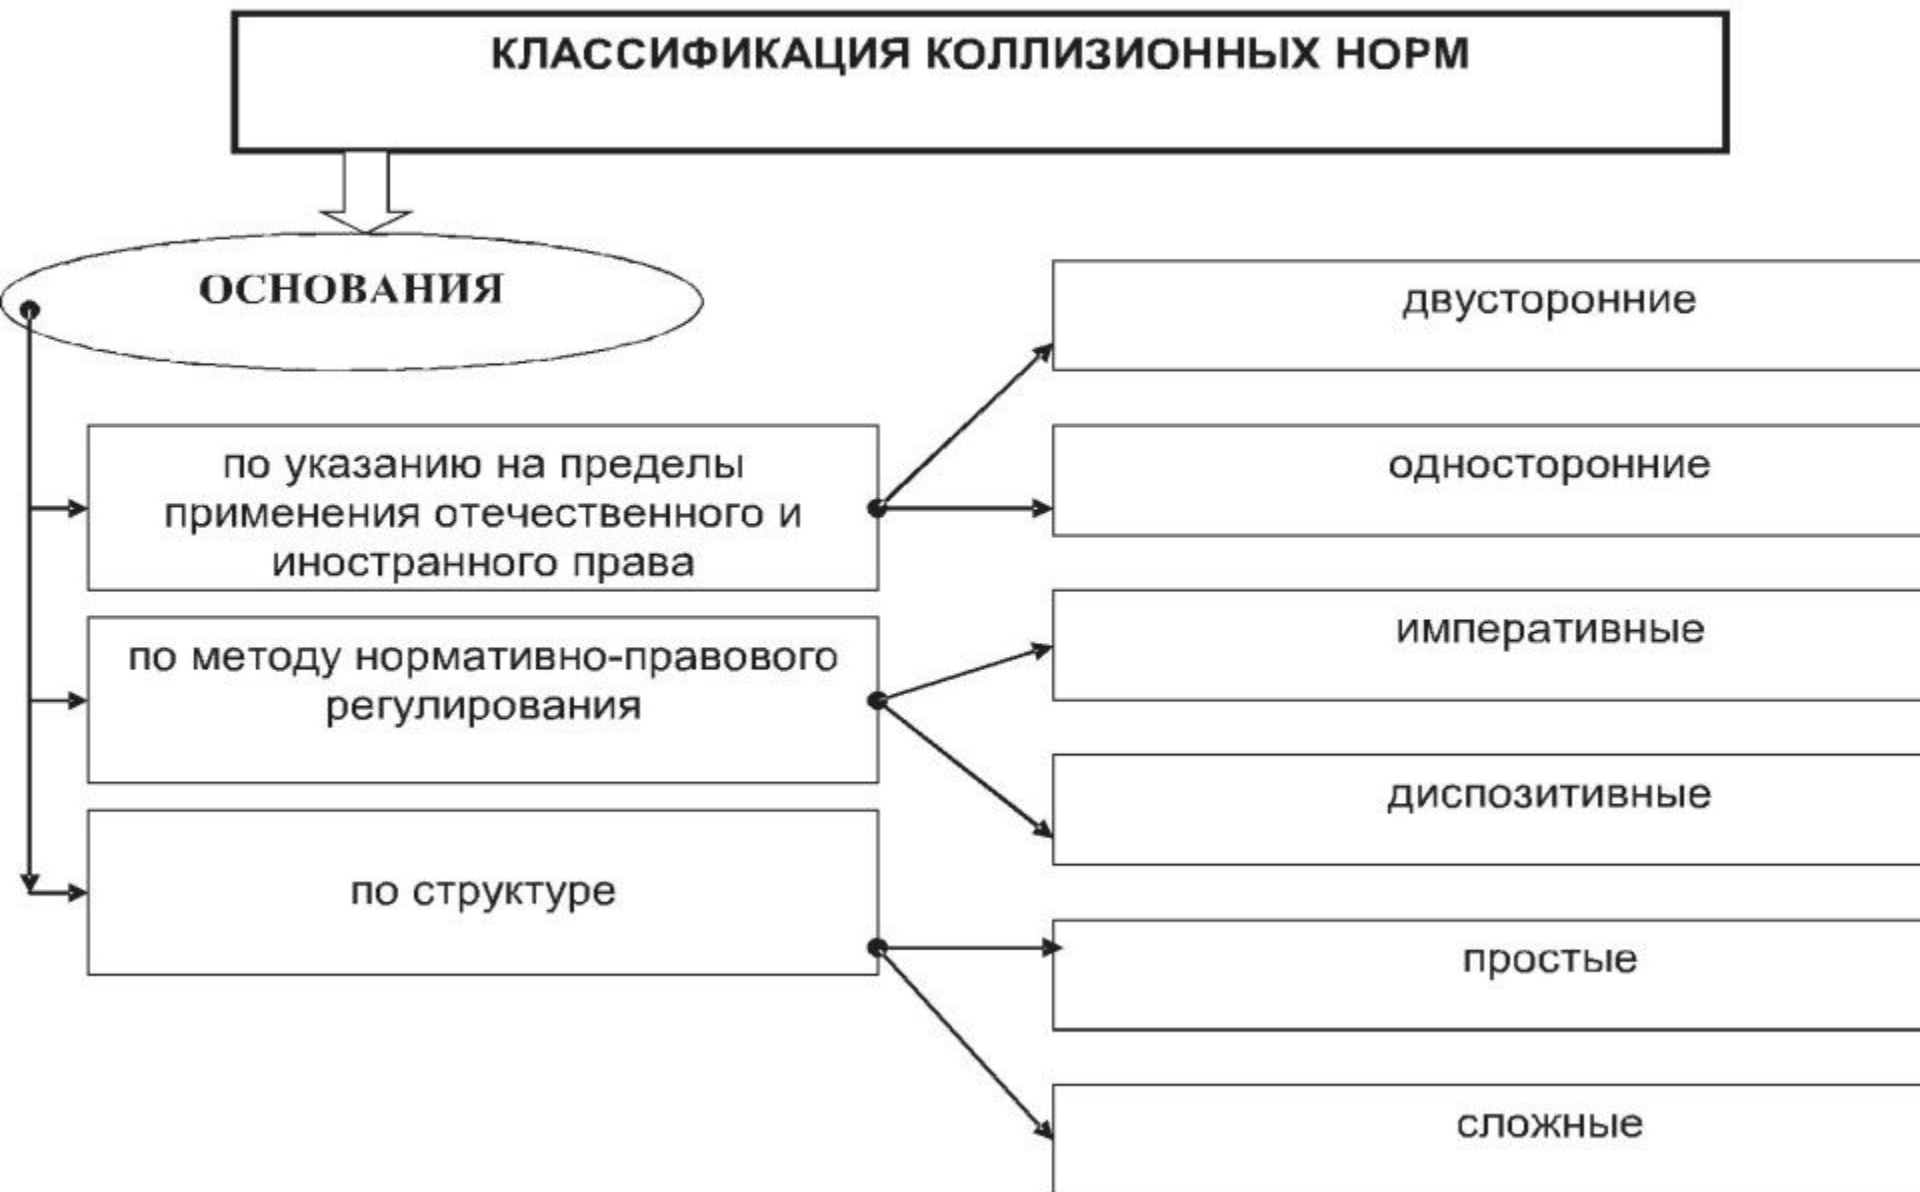 КЛАССИФИКАЦИЯ КОЛЛИЗИОННЫХ НОРМ
ОСНОВАНИЯ
по указанию на пределы
применения отечественного и
иностранного права
двусторонние
односторонние
по методу нормативно-правового
регулирования
императивные
диспозитивные
по структуре
простые
сложные